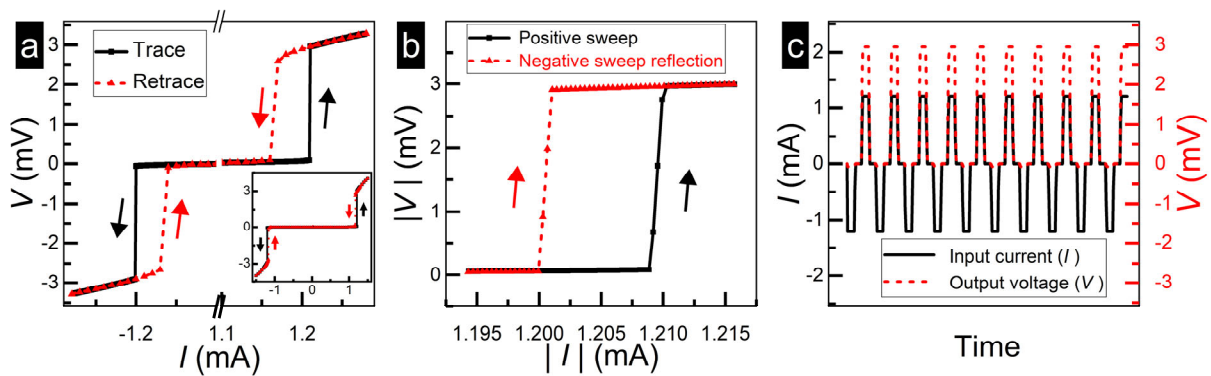 a
Trace
Retrace
V (mV)
3
2
1
0
-1
-2
-3
-1.2
1.1
1.2
I (mA)
3
0
-3
-1
0
1
b
Positive sweep
Negative sweep reflection
|V| (mV)
3
2
1
0
1.195
1.200
1.205
1.210
1.215
| I | (mA)
c
I (mA)
2
1
0
-1
-2
Input current (I )
Output voltage (V )
3
2
1
0
1
2
3
V (mV)
Time